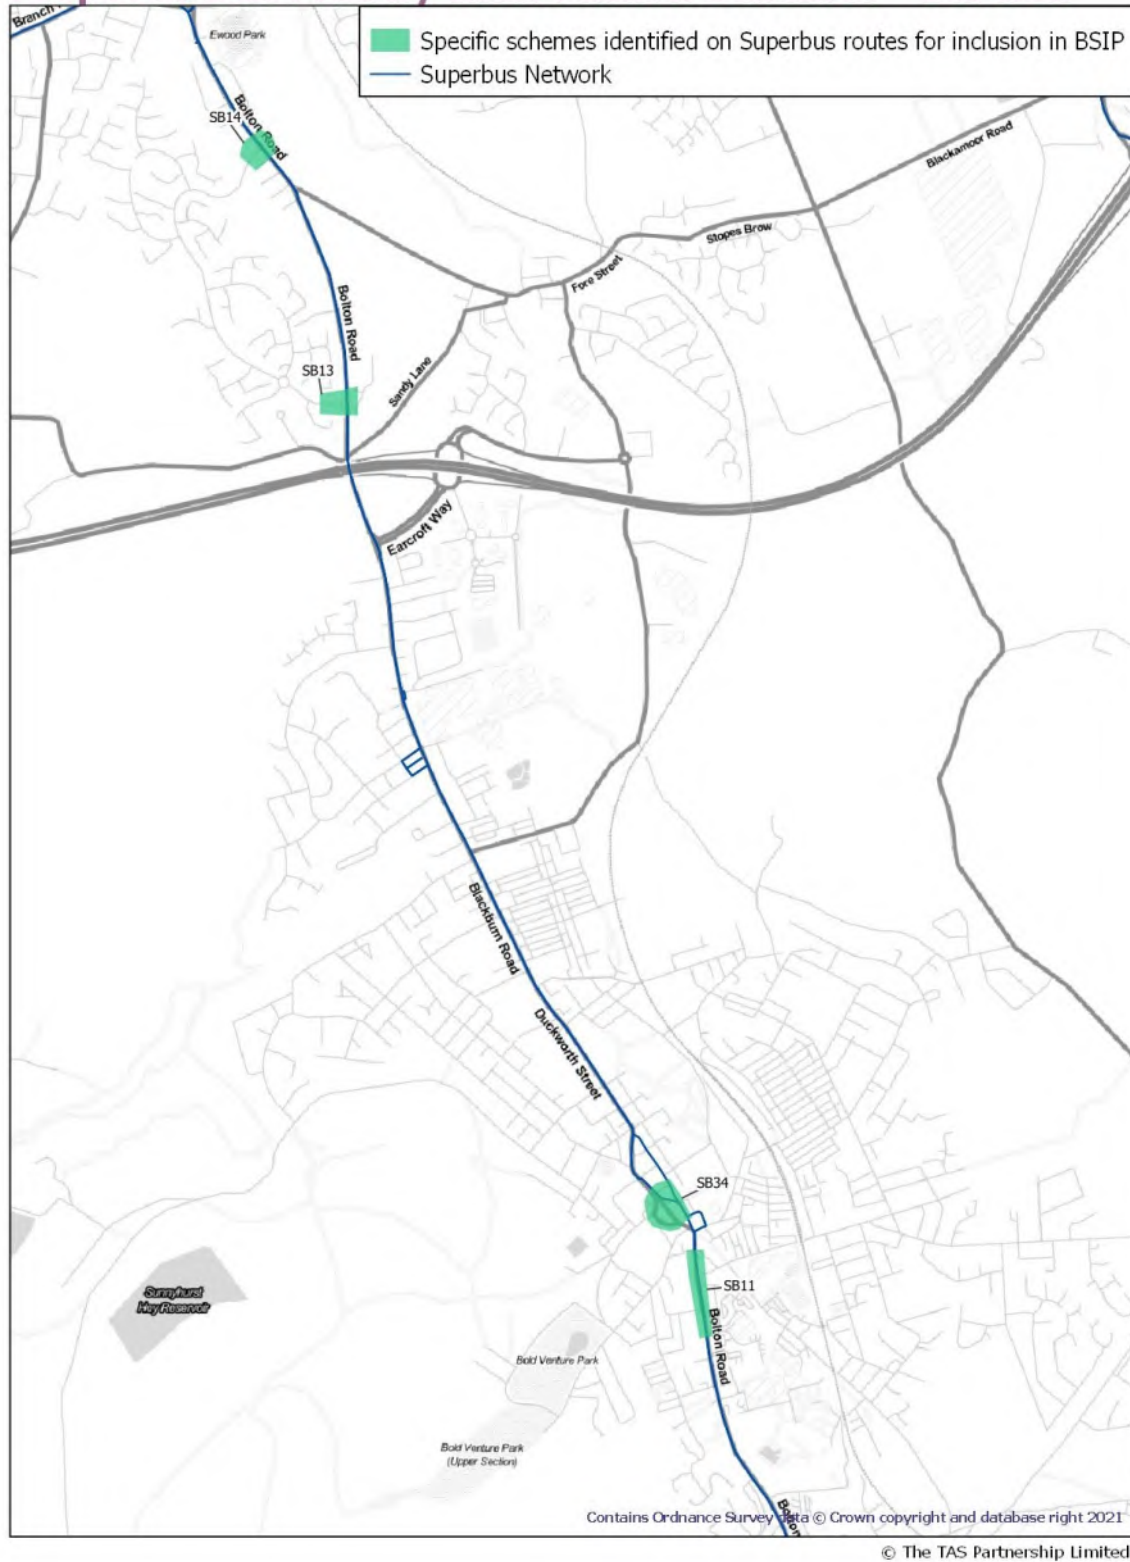 Branch
Ewood Park
Specific schemes identified on Superbus routes for inclusion in BSIP
Superbus Network
SB14
Bolton Road
Blackamoor Road
Stopes Brow
Fore Street
Bolton Road
SB13
Sandy Lane
Earcroft Way
Blackburn Road
Duckworth Street
SB34
SB11
Sunnyhurst
Hey Reservoir
Bolton Road
Bold Venture Park
Bold Venture Park
(Upper Section)
Bolton
Contains Ordnance Survey data © Crown copyright and database right 2021
© The TAS Partnership Limited